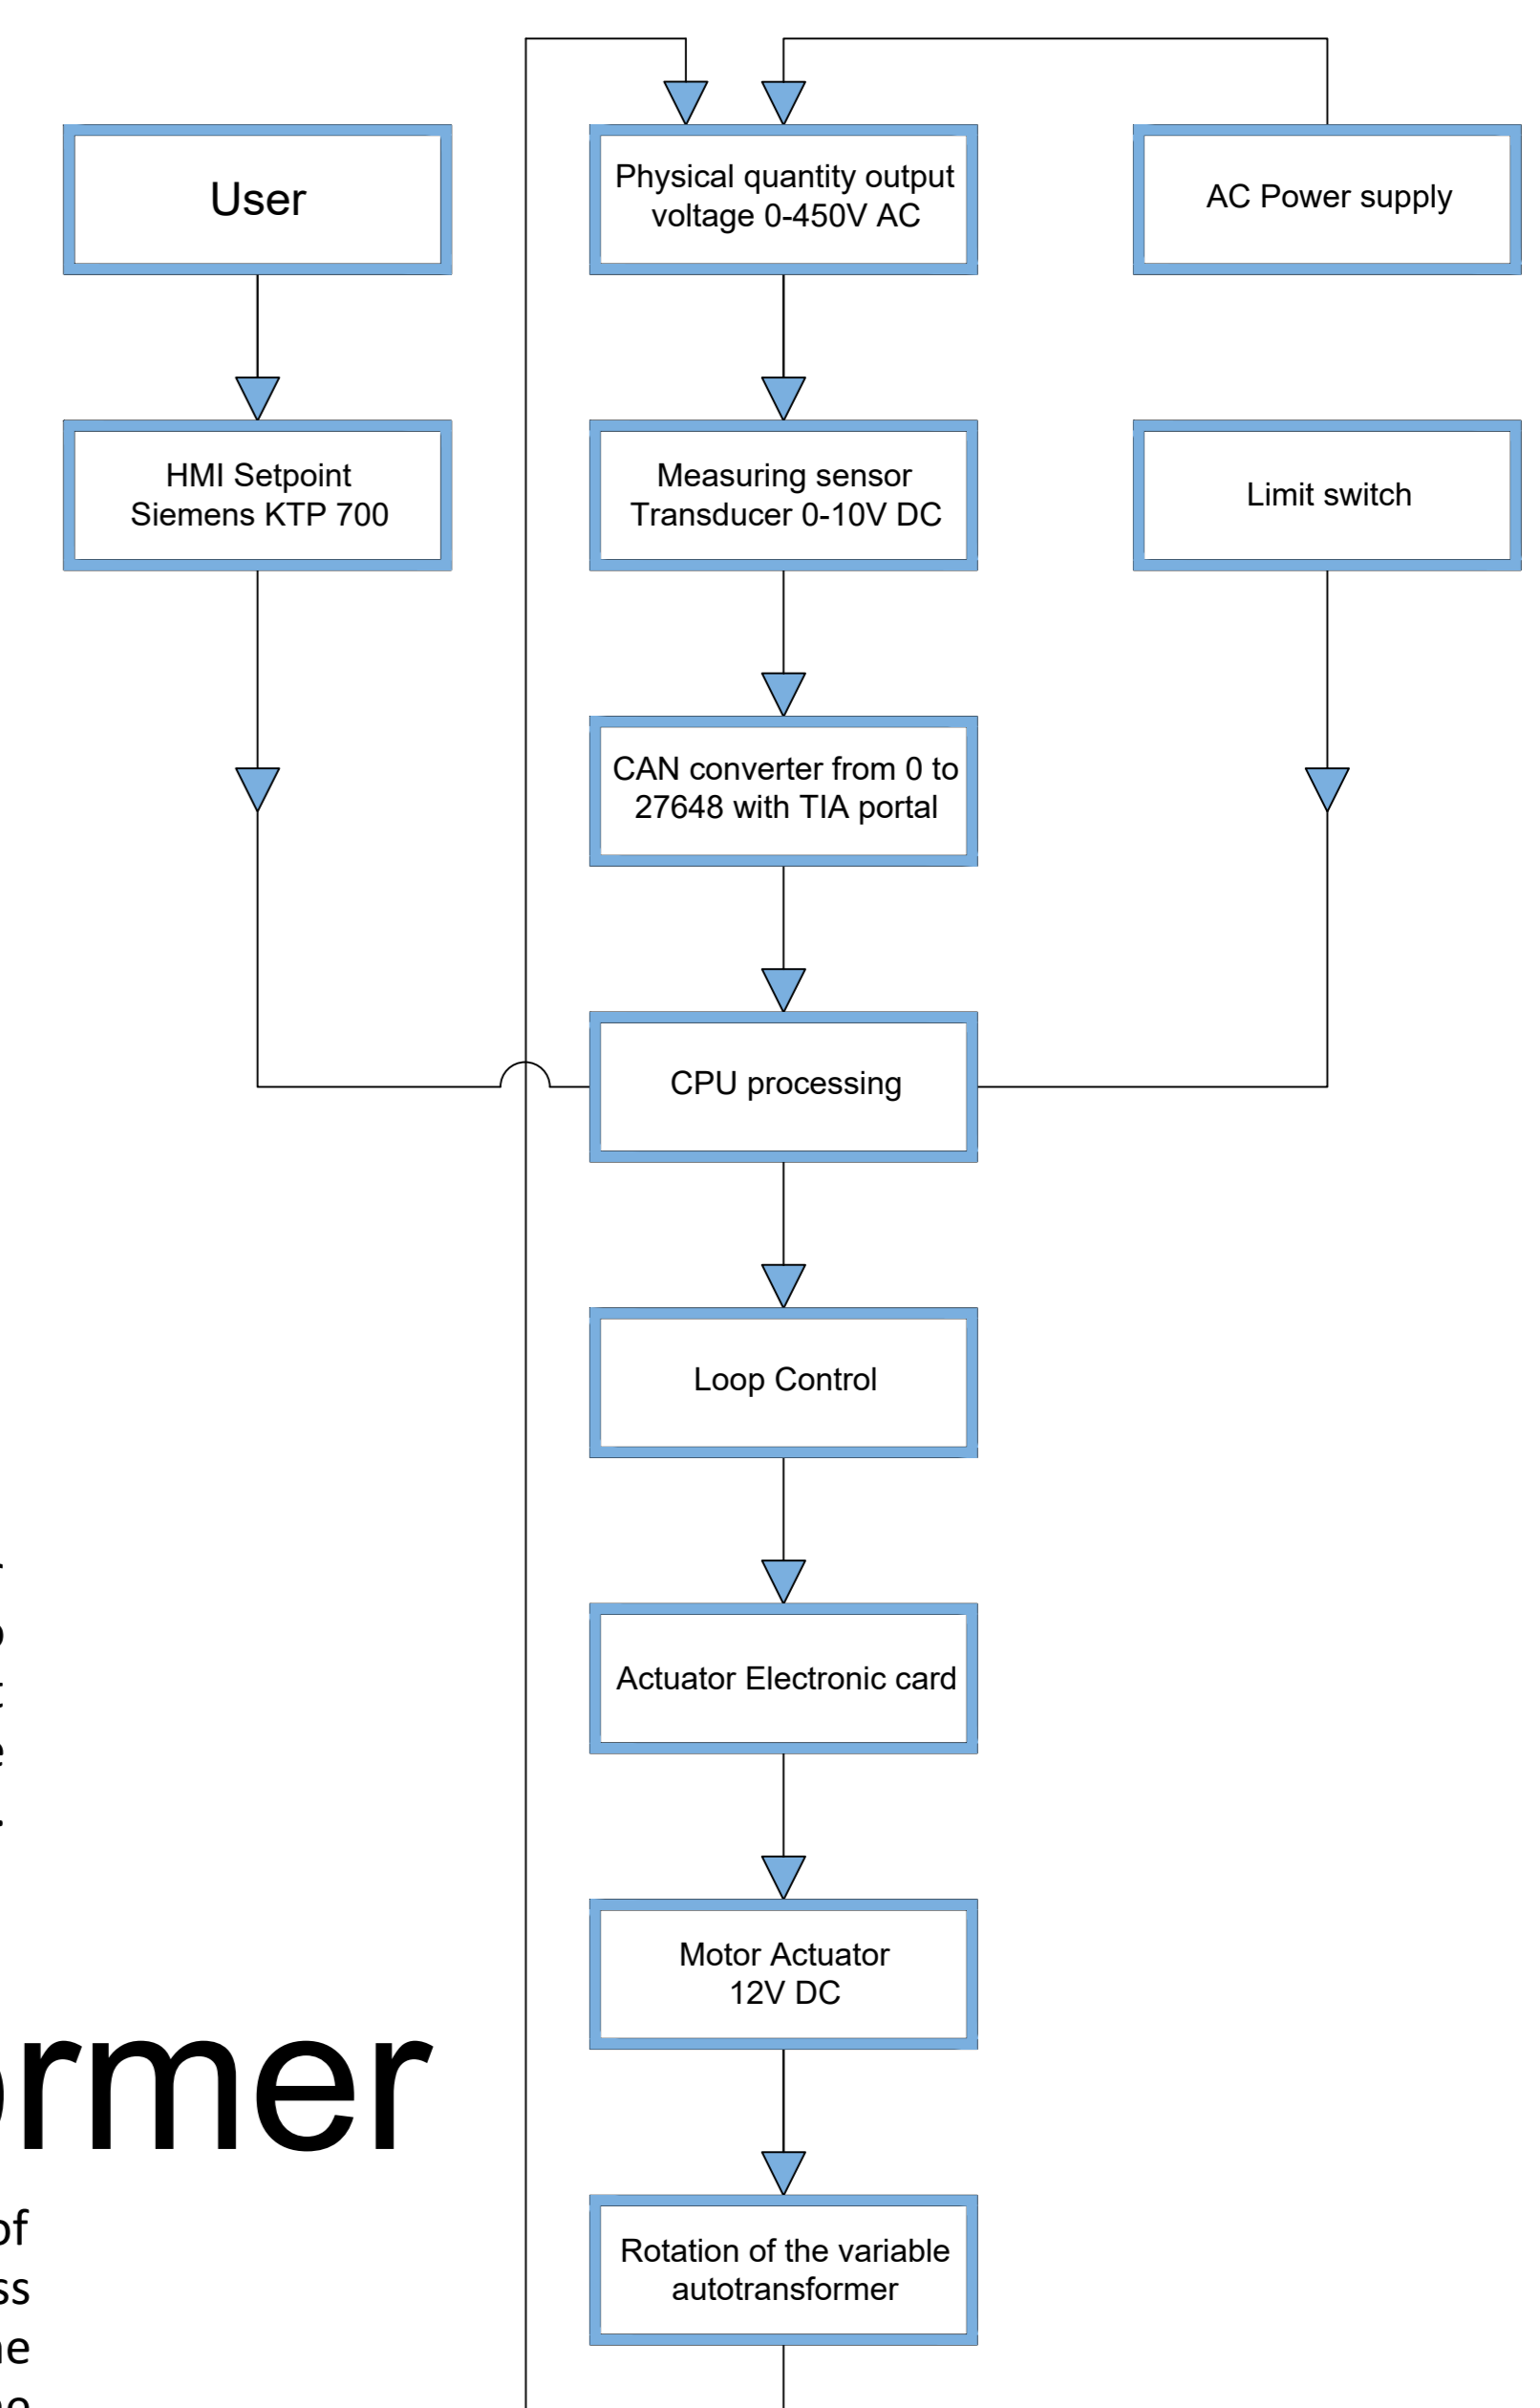 User
Physical quantity output
voltage 0-450V AC
AC Power supply
HMI Setpoint
Siemens KTP 700
Measuring sensor
Transducer 0-10V DC
Limit switch
CAN converter from 0 to
27648 with TIA portal
CPU processing
Loop Control
Actuator Electronic card
Motor Actuator
12V DC
rmer
of
Rotation of the variable
autotransformer